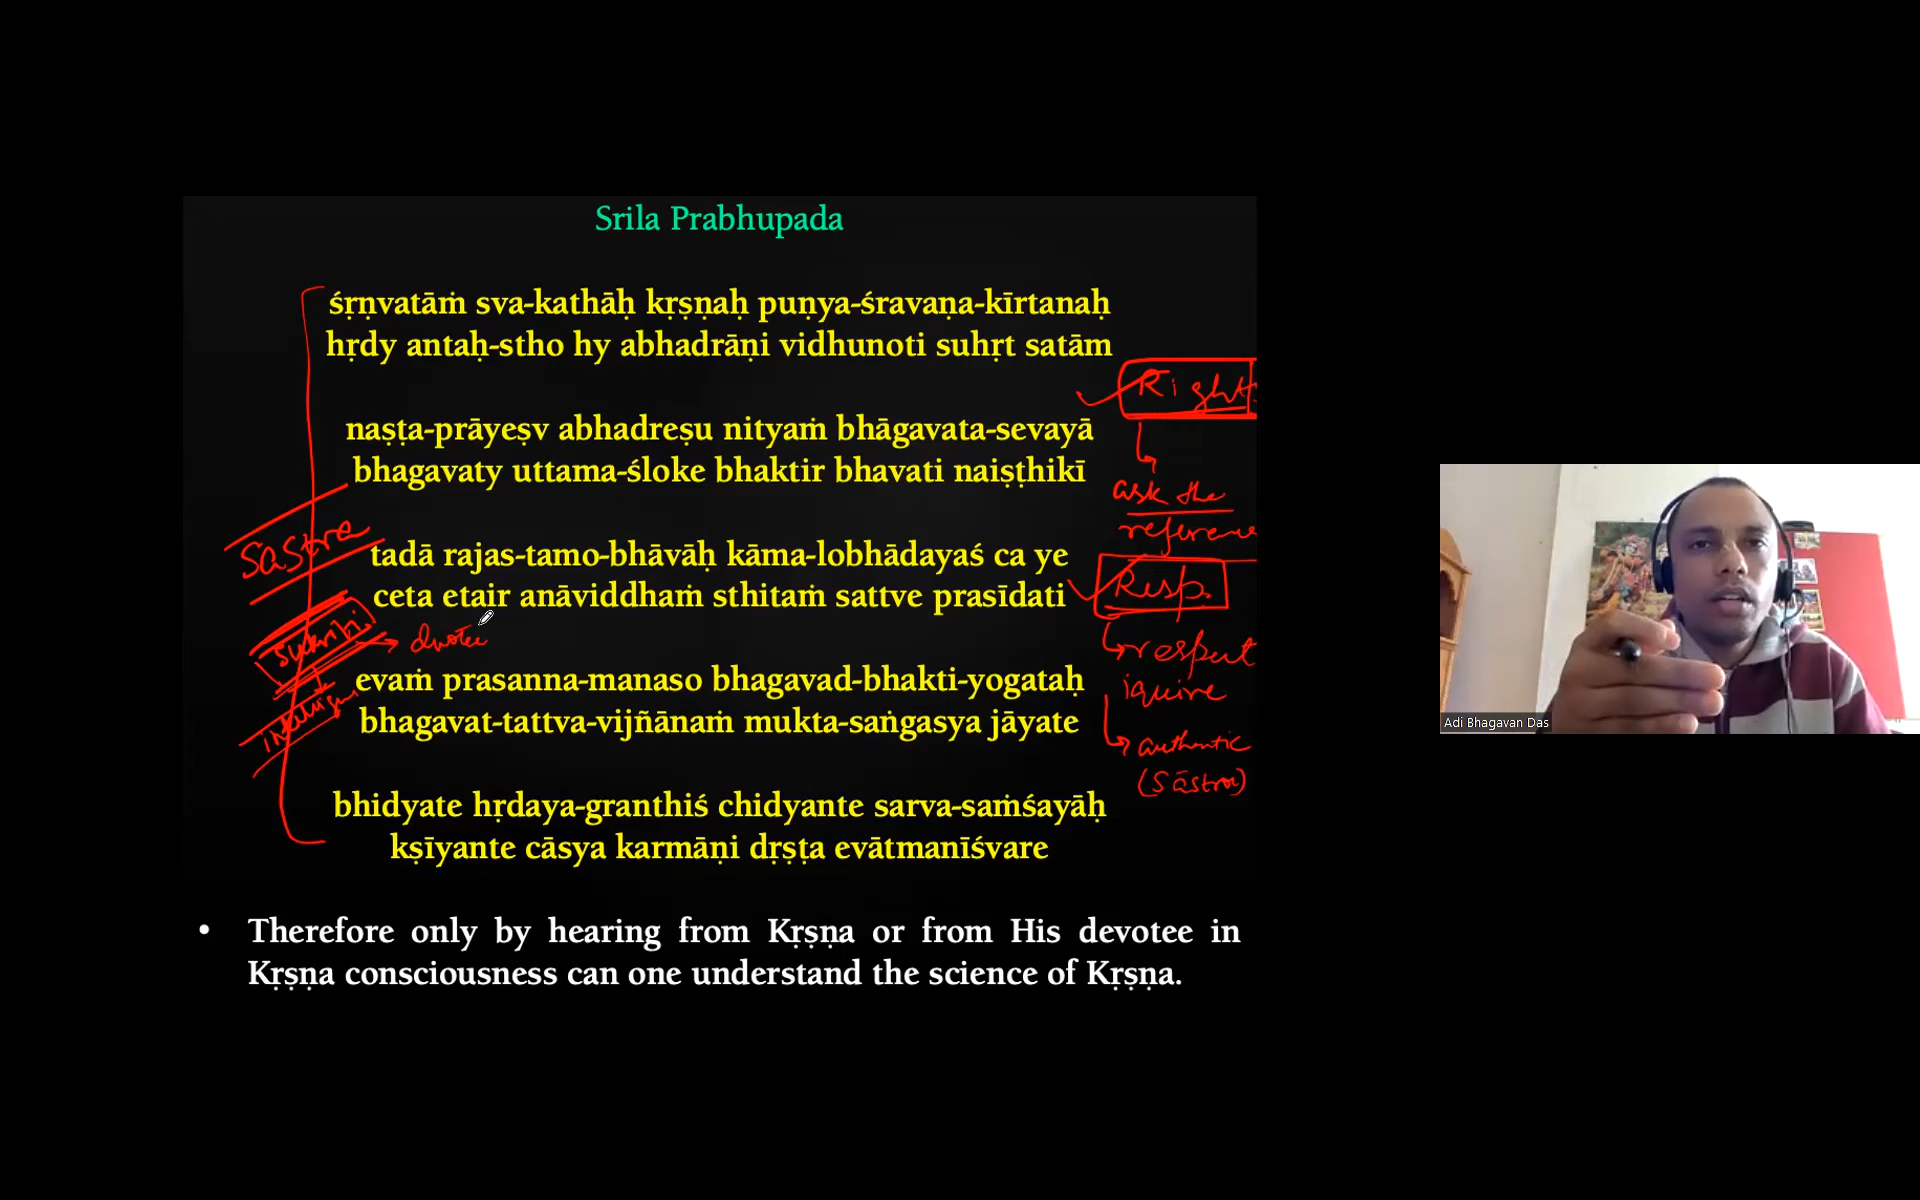 Srila Prabhupada
śṛṇvatāṁ sva-kathāḥ kṛṣṇaḥ puṇya-śravaṇa-kīrtanaḥ
hṛdy antaḥ-stho hy abhadrāṇi vidhunoti suhṛt satām
naṣṭa-prāyeṣv abhadreṣu nityaṁ bhāgavata-sevayā
bhagavaty uttama-śloke bhaktir bhavati naiṣṭhikī
tadā rajas-tamo-bhāvāḥ kāma-lobhādayaś ca ye
ceta etair anāviddhaṁ sthitaṁ sattve prasīdati
evaṁ prasanna-manaso bhagavad-bhakti-yogataḥ
bhagavat-tattva-vijñānaṁ mukta-saṅgasya jāyate
bhidyate hṛdaya-granthiś chidyante sarva-saṁśayāḥ
kṣīyante cāsya karmāṇi dṛṣṭa evātmanīśvare
• Therefore only by hearing from Kṛṣṇa or from His devotee in
Kṛṣṇa consciousness can one understand the science of Kṛṣṇa.
Sastra
Sukriti
devotee
Right
ask the
reference
Resp.
respect
iquire
authentic
(Sāstra)
Adi Bhagavan Das